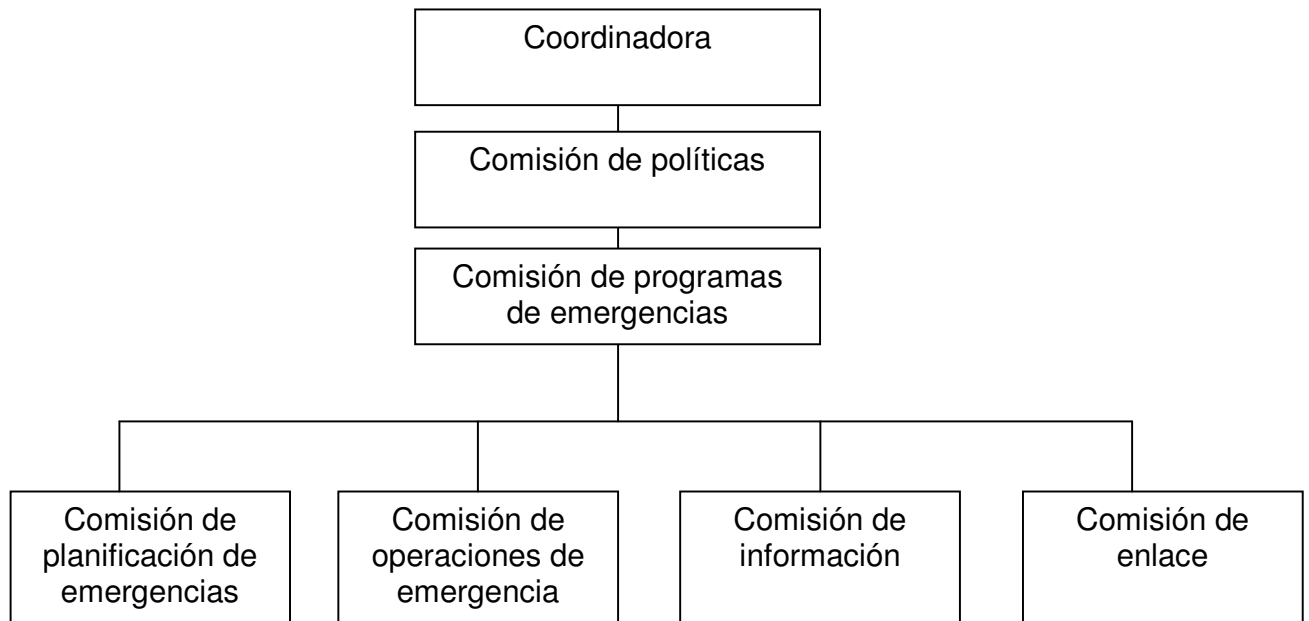 Coordinadora
Comisión de políticas
Comisión de programas
de emergencias
Comisión de
planificación de
emergencias
Comisión de
operaciones de
emergencia
Comisión de
información
Comisión de
enlace